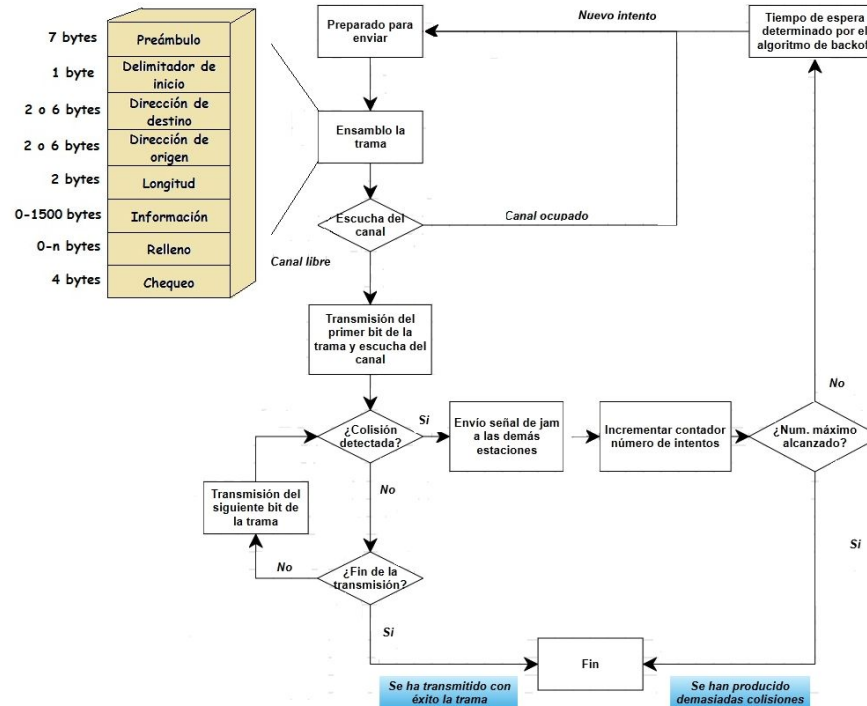 7 bytes
Preámbulo
1 byte
Delimitador de
inicio
2 o 6 bytes
Dirección de
destino
2 o 6 bytes
Dirección de
origen
2 bytes
Longitud
0-1500 bytes
Información
0-n bytes
Relleno
4 bytes
Chequeo
Preparado para
enviar
Nuevo intento
Tiempo de espera
determinado por el
algoritmo de backof
Ensamblo la
trama
Escucha del
canal
Canal ocupado
Canal libre
Transmisión del
primer bit de la
trama y escucha del
canal
¿Colisión
detectada?
Si
Envío señal de jam
a las demás
estaciones
Incrementar contador
número de intentos
¿Num. máximo
alcanzado?
No
No
Transmisión del
siguiente bit de
la trama
No
¿Fin de la
transmisión?
Si
Si
Fin
Se ha transmitido con
éxito la trama
Se han producido
demasiadas colisiones